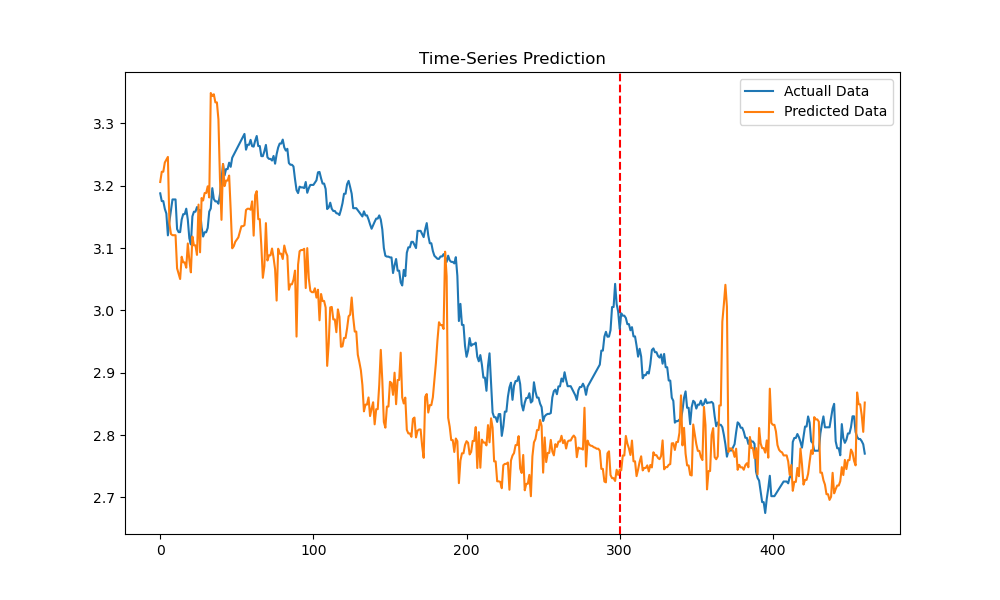 Time-Series Prediction
Actuall Data
Predicted Data
3.3
3.2
3.1
3.0
2.9
2.8
2.7
0 100 200 300 400